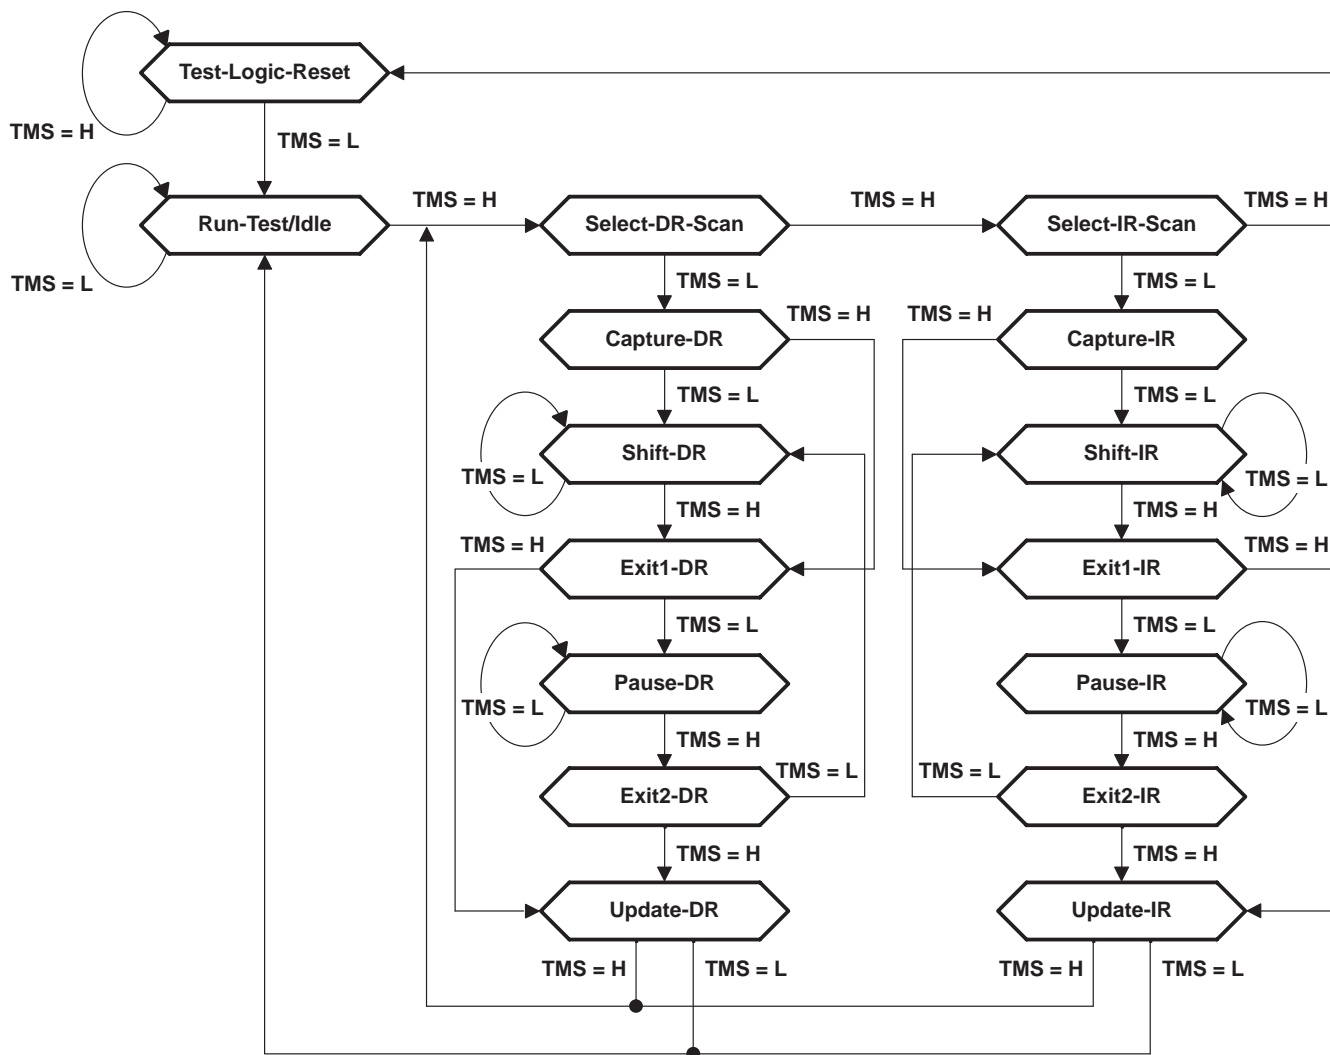 Test-Logic-Reset
TMS = H
TMS = L
TMS = H
TMS = H
TMS = H
Run-Test/Idle
Select-DR-Scan
Select-IR-Scan
TMS = L
TMS = L
TMS = L
TMS = H
TMS = H
Capture-DR
Capture-IR
TMS = L
TMS = L
Shift-DR
Shift-IR
TMS = L
TMS = L
TMS = H
TMS = H
TMS = H
TMS = H
Exit1-DR
Exit1-IR
TMS = L
TMS = L
Pause-DR
Pause-IR
TMS = L
TMS = L
TMS = H
TMS = H
TMS = L
TMS = L
Exit2-DR
Exit2-IR
TMS = H
TMS = H
Update-DR
Update-IR
TMS = H
TMS = L
TMS = H
TMS = L